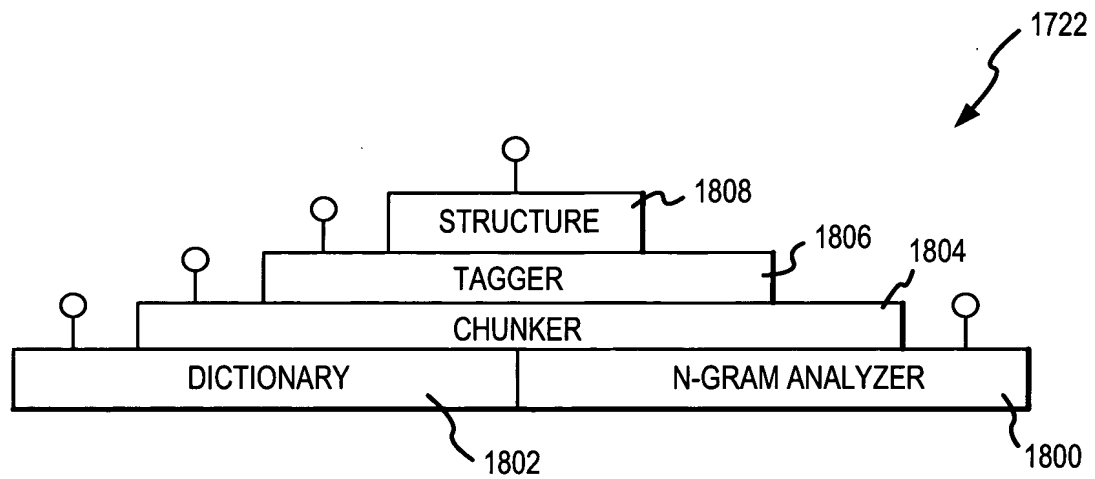 1722
1808
STRUCTURE
1806
TAGGER
1804
CHUNKER
DICTIONARY
N-GRAM ANALYZER
1802
1800